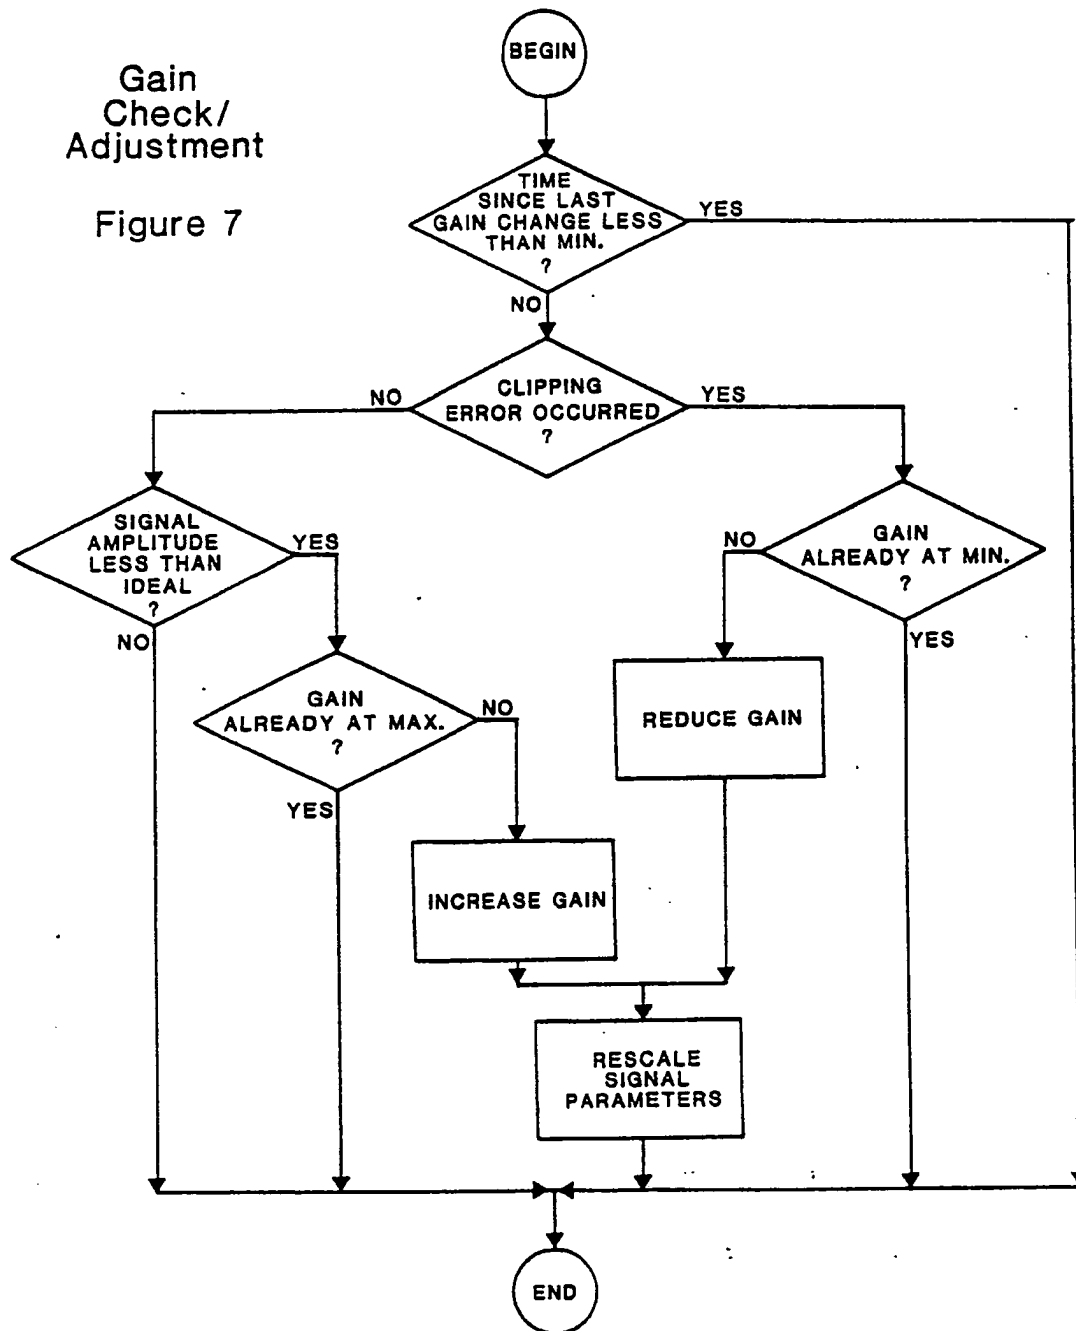 Gain
Check/
Adjustment
Figure 7
BEGIN
TIME
SINCE LAST
GAIN CHANGE LESS
THAN MIN.
?
YES
NO
CLIPPING
ERROR OCCURRED
?
NO
YES
SIGNAL
AMPLITUDE
LESS THAN
IDEAL
?
YES
NO
GAIN
ALREADY AT MIN.
?
NO
YES
GAIN
ALREADY AT MAX.
?
NO
YES
REDUCE GAIN
INCREASE GAIN
RESCALE
SIGNAL
PARAMETERS
END